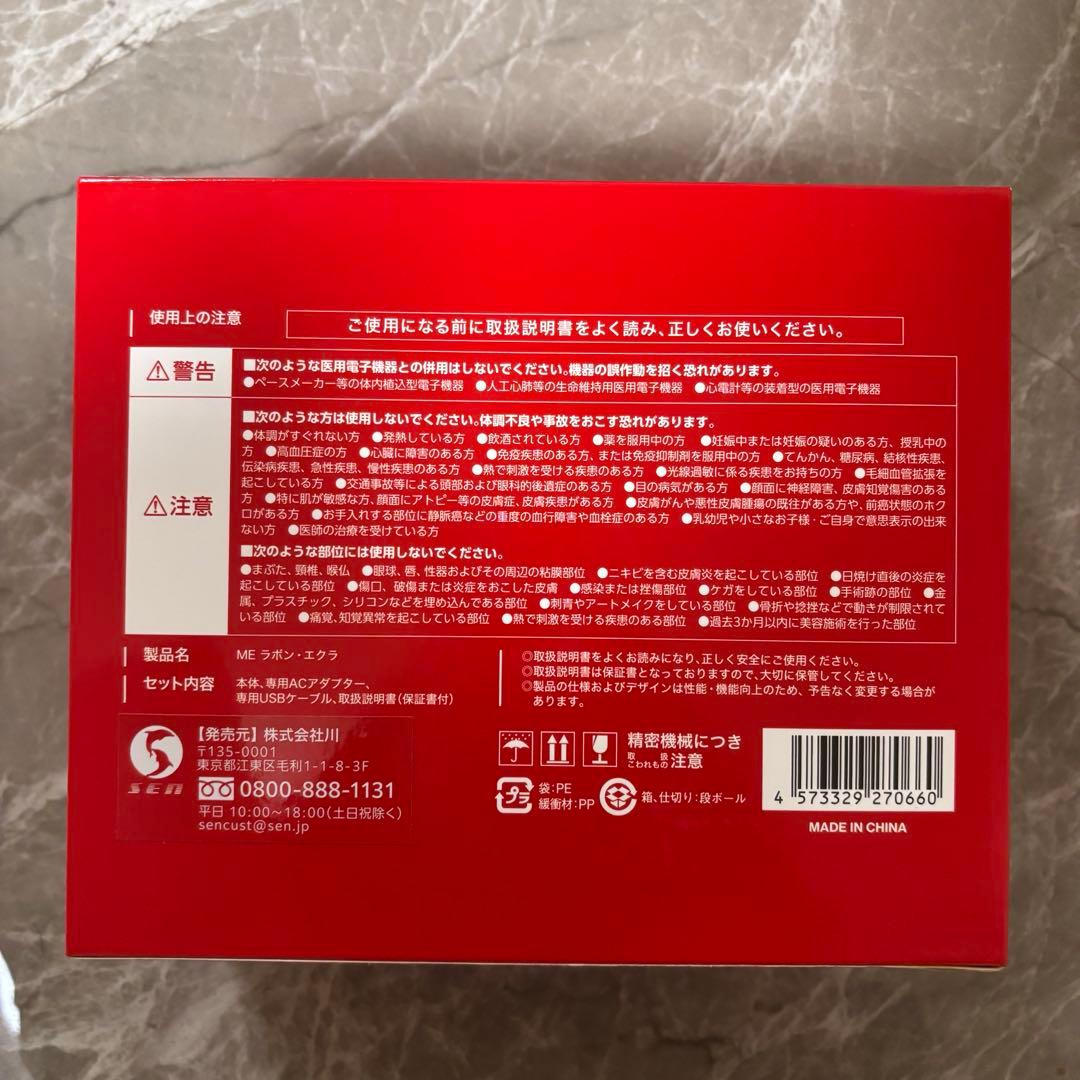 使用上の注意
ご使用になる前に取扱説明書をよく読み、正しくお使いください。
⚠警告
■次のような医用電子機器との併用はしないでください。機器の誤作動を招く恐れがあります。
●ペースメーカー等の体内植込型電子機器 ●人工心肺等の生命維持用医用電子機器 ●心電計等の装着型の医用電子機器
⚠注意
■次のような方は使用しないでください。体調不良や事故をおこす恐れがあります。
●体調がすぐれない方 ●発熱している方 ●飲酒されている方 ●薬を服用中の方 ●妊娠中または妊娠の疑いのある方、授乳中の
方 ●高血圧症の方 ●心臓に障害のある方 ●免疫疾患のある方、または免疫抑制剤を服用中の方 ●てんかん、糖尿病、結核性疾患、
伝染病疾患、急性疾患、慢性疾患のある方 ●熱で刺激を受ける疾患のある方 ●光線過敏に係る疾患をお持ちの方 ●毛細血管拡張を
起こしている方 ●交通事故等による頭部および眼科的後遺症のある方 ●目の病気がある方 ●顔面に神経障害、皮膚知覚傷害のある
方 ●特に肌が敏感な方、顔面にアトピー等の皮膚症、皮膚疾患がある方 ●皮膚がんや悪性皮膚腫瘍の既往がある方や、前癌状態のホク
ロがある方 ●お手入れする部位に静脈癌などの重度の血行障害や血栓症のある方 ●乳幼児や小さなお子様・ご自身で意思表示の出来
ない方 ●医師の治療を受けている方
■次のような部位には使用しないでください。
●まぶた、頸椎、喉仏 ●眼球、唇、性器およびその周辺の粘膜部位 ●ニキビを含む皮膚炎を起こしている部位 ●日焼け直後の炎症を
起こしている部位 ●傷口、破傷または炎症をおこした皮膚 ●感染または挫傷部位 ●ケガをしている部位 ●手術跡の部位 ●金
属、プラスチック、シリコンなどを埋め込んである部位 ●刺青やアートメイクをしている部位 ●骨折や捻挫などで動きが制限されて
いる部位 ●痛覚、知覚異常を起こしている部位 ●熱で刺激を受ける疾患のある部位 ●過去3か月以内に美容施術を行った部位
製品名 ME ラボン・エクラ
セット内容 本体、専用ACアダプター、
専用USBケーブル、取扱説明書(保証書付)
◎取扱説明書をよくお読みになり、正しく安全にご使用ください。
◎取扱説明書は保証書となっておりますので、大切に保管してください。
◎製品の仕様およびデザインは性能・機能向上のため、予告なく変更する場合が
あります。
SEN
【発売元】株式会社川
〒135-0001
東京都江東区毛利1-1-8-3F
0800-888-1131
平日 10:00~18:00(土日祝除く)
sencust@sen.jp
精密機械につき
取扱注意
こわれもの
プラ
袋:PE
緩衝材:PP
箱、仕切り:段ボール
4 573329 270660
MADE IN CHINA